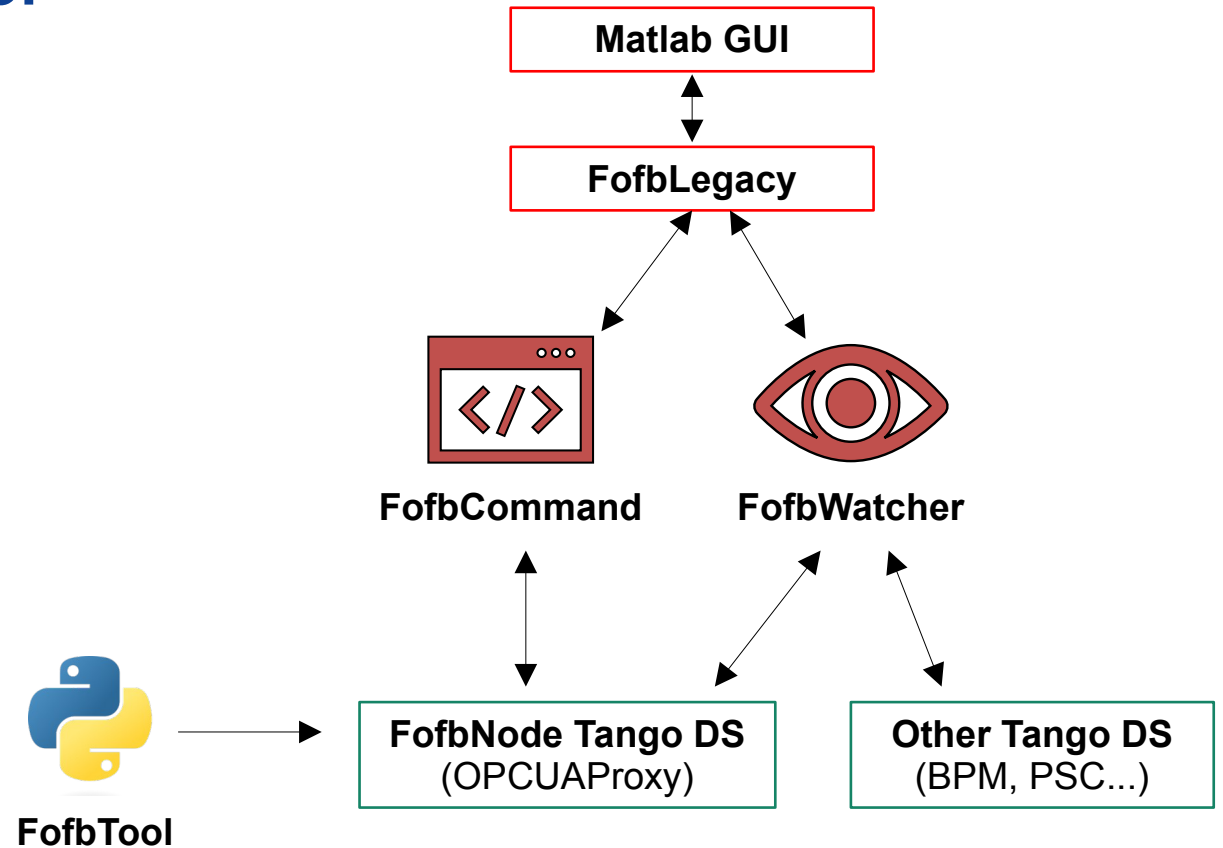 Matlab GUI
FofbLegacy
</>
FofbCommand
FofbWatcher
FofbNode Tango DS
(OPCUAProxy)
Other Tango DS
(BPM, PSC...)
FofbTool